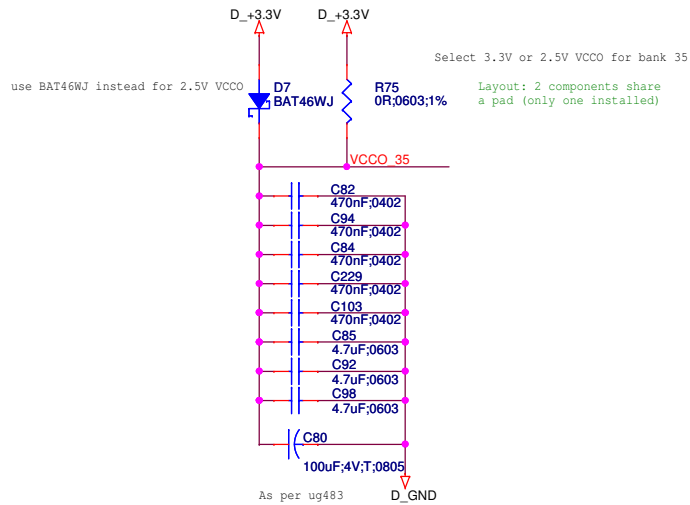 D_+3.3V
D_+3.3V
Select 3.3V or 2.5V VCCO for bank 35
use BAT46WJ instead for 2.5V VCCO
D7
BAT46WJ
R75
0R;0603;1%
Layout: 2 components share
a pad (only one installed)
VCCO_35
C82
470nF;0402
C94
470nF;0402
C84
470nF;0402
C229
470nF;0402
C103
470nF;0402
C85
4.7uF;0603
C92
4.7uF;0603
C98
4.7uF;0603
C80
100uF;4V;T;0805
As per ug483
D_GND